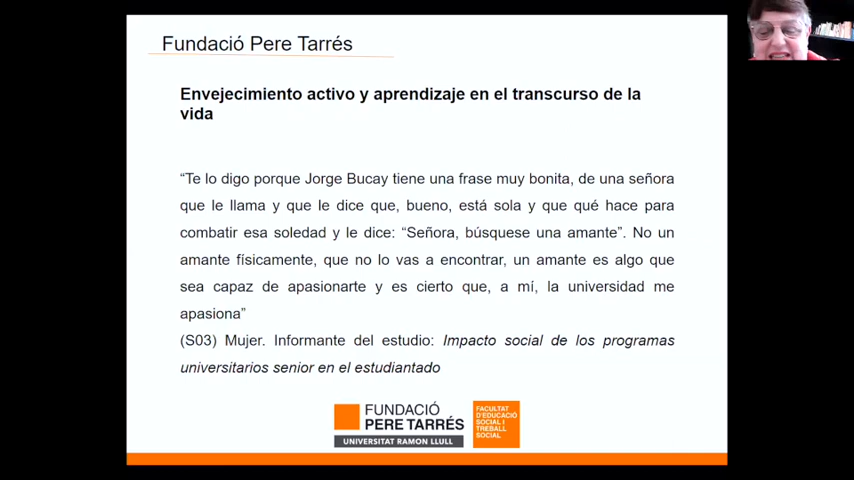 Fundació Pere Tarrés
Envejecimiento activo y aprendizaje en el transcurso de la
vida
“Te lo digo porque Jorge Bucay tiene una frase muy bonita, de una señora
que le llama y que le dice que, bueno, está sola y que qué hace para
combatir esa soledad y le dice: “Señora, búsquese una amante”. No un
amante físicamente, que no lo vas a encontrar, un amante es algo que
sea capaz de apasionarte y es cierto que, a mí, la universidad me
apasiona”
(S03) Mujer. Informante del estudio: Impacto social de los programas
universitarios senior en el estudiantado
FUNDACIÓ
PERE TARRÉS
UNIVERSITAT RAMON LLULL
FACULTAT
D'EDUCACIÓ
SOCIAL I
TREBALL
SOCIAL